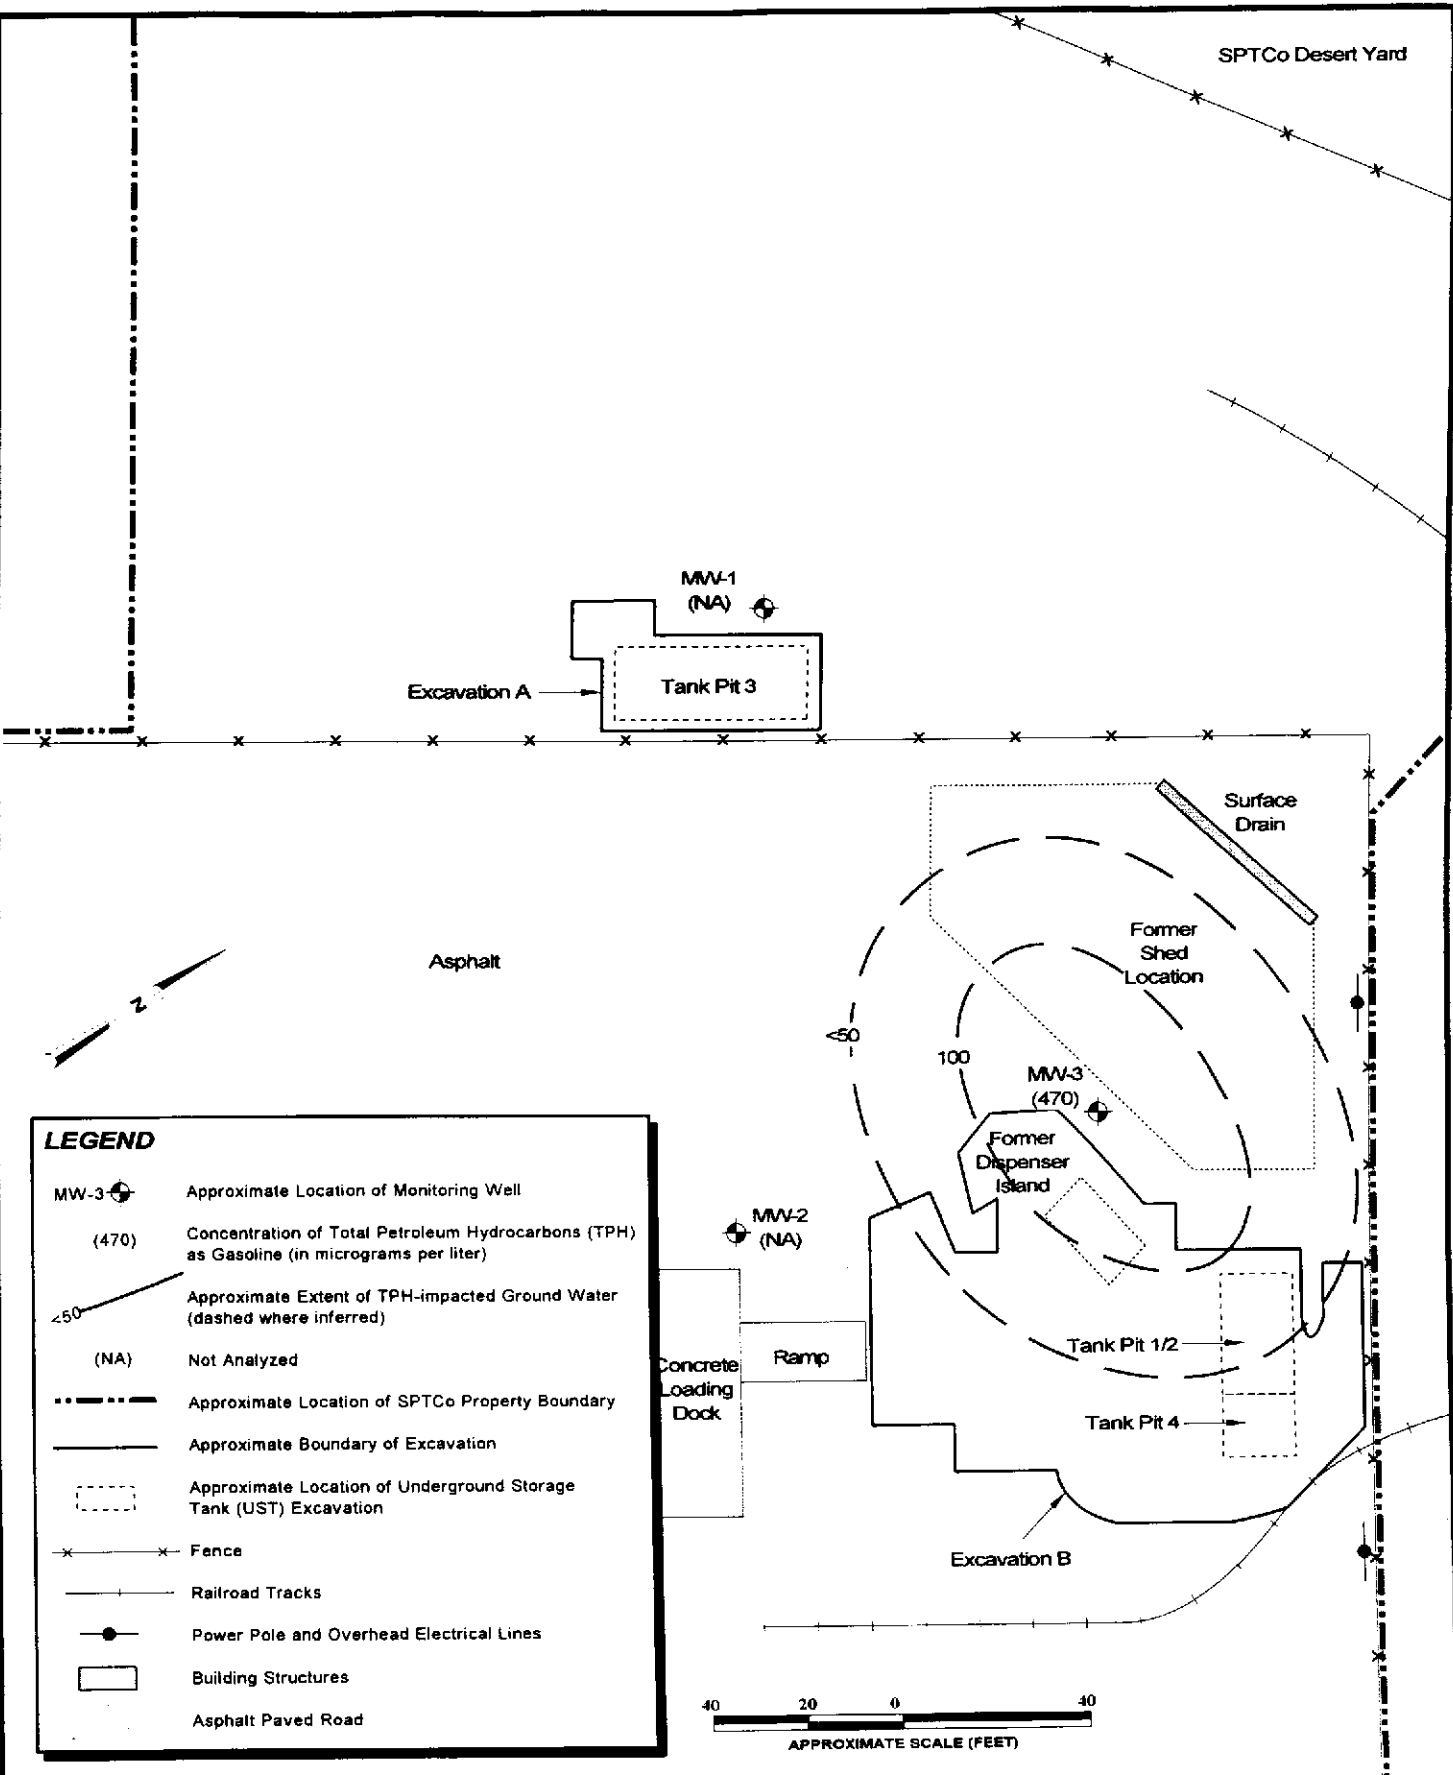 SPTCo Desert Yard
MW-1
(NA)
Excavation A
Tank Pit 3
Surface
Drain
Former
Shed
Location
Asphalt
N
<50
100
MW-3
(470)
Former
Dispenser
Island
MW-2
(NA)
Concrete
Loading
Dock
Ramp
Tank Pit 1/2
Tank Pit 4
Excavation B
LEGEND
MW-3 Approximate Location of Monitoring Well
(470) Concentration of Total Petroleum Hydrocarbons (TPH)
as Gasoline (in micrograms per liter)
<50 Approximate Extent of TPH-impacted Ground Water
(dashed where inferred)
(NA) Not Analyzed
Approximate Location of SPTCo Property Boundary
Approximate Boundary of Excavation
Approximate Location of Underground Storage
Tank (UST) Excavation
Fence
Railroad Tracks
Power Pole and Overhead Electrical Lines
Building Structures
Asphalt Paved Road
40 20 0 40
APPROXIMATE SCALE (FEET)